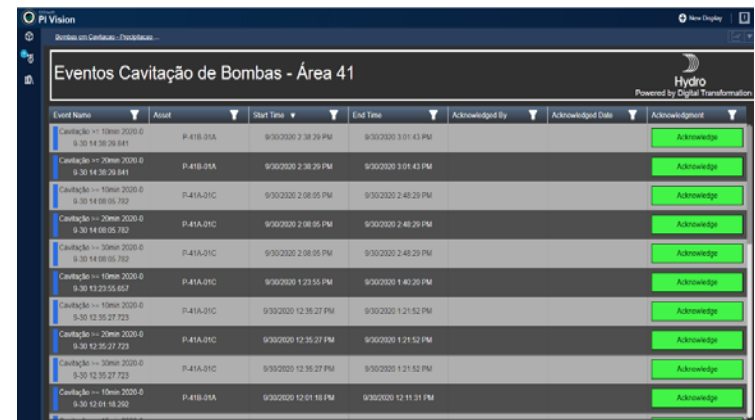 PI Vision
New Display
Bombas em Cavitacao - Precipitacao ...
Eventos Cavitação de Bombas - Área 41
Hydro
Powered by Digital Transformation
Event Name Asset Start Time End Time Acknowledged By Acknowledged Date Acknowledgment
Cavitação >= 10min 2020-0
9-30 14:38:29.841 P-41B-01A 9/30/2020 2:38:29 PM 9/30/2020 3:01:43 PM Acknowledge
Cavitação >= 20min 2020-0
9-30 14:38:29.841 P-41B-01A 9/30/2020 2:38:29 PM 9/30/2020 3:01:43 PM Acknowledge
Cavitação >= 10min 2020-0
9-30 14:08:05.782 P-41A-01C 9/30/2020 2:08:05 PM 9/30/2020 2:48:29 PM Acknowledge
Cavitação >= 20min 2020-0
9-30 14:08:05.782 P-41A-01C 9/30/2020 2:08:05 PM 9/30/2020 2:48:29 PM Acknowledge
Cavitação >= 30min 2020-0
9-30 14:08:05.782 P-41A-01C 9/30/2020 2:08:05 PM 9/30/2020 2:48:29 PM Acknowledge
Cavitação >= 10min 2020-0
9-30 13:23:55.657 P-41A-01C 9/30/2020 1:23:55 PM 9/30/2020 1:40:20 PM Acknowledge
Cavitação >= 10min 2020-0
9-30 12:35:27.723 P-41A-01C 9/30/2020 12:35:27 PM 9/30/2020 1:21:52 PM Acknowledge
Cavitação >= 20min 2020-0
9-30 12:35:27.723 P-41A-01C 9/30/2020 12:35:27 PM 9/30/2020 1:21:52 PM Acknowledge
Cavitação >= 30min 2020-0
9-30 12:35:27.723 P-41A-01C 9/30/2020 12:35:27 PM 9/30/2020 1:21:52 PM Acknowledge
Cavitação >= 10min 2020-0
9-30 12:01:18.292 P-41B-01A 9/30/2020 12:01:18 PM 9/30/2020 12:11:31 PM Acknowledge